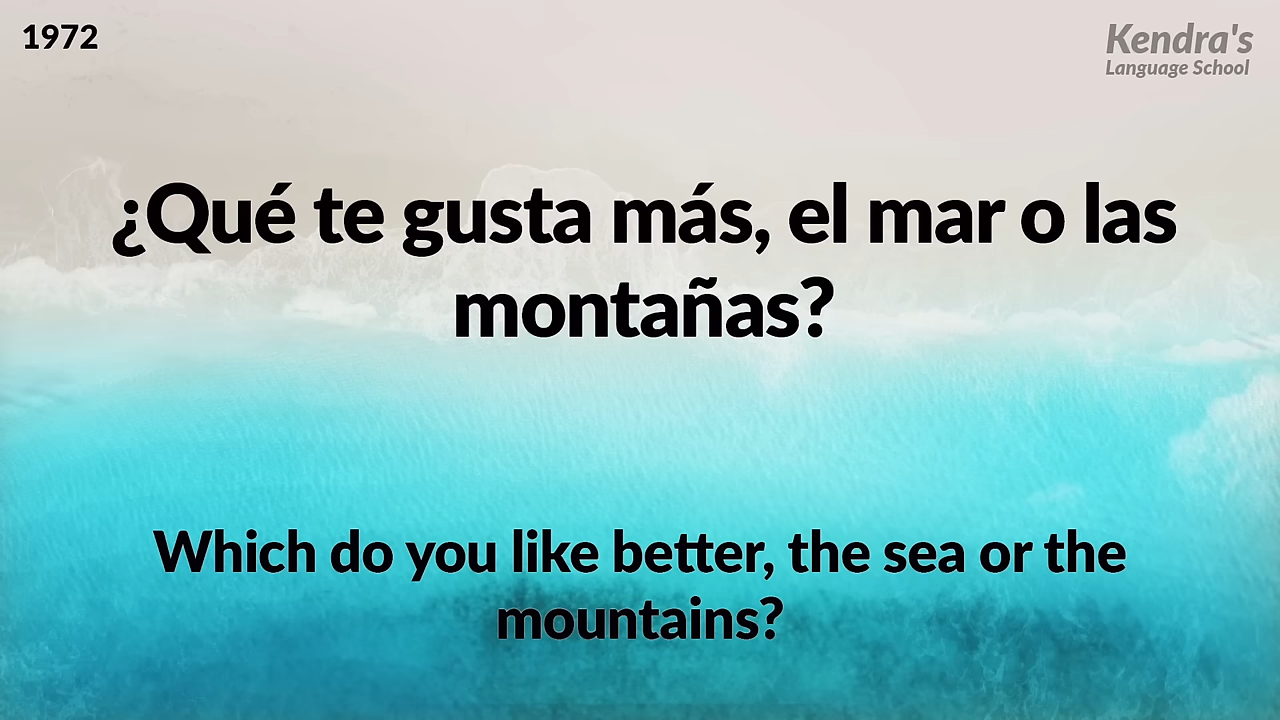 1972
Kendra's
Language School
¿Qué te gusta más, el mar o las
montañas?
Which do you like better, the sea or the
mountains?